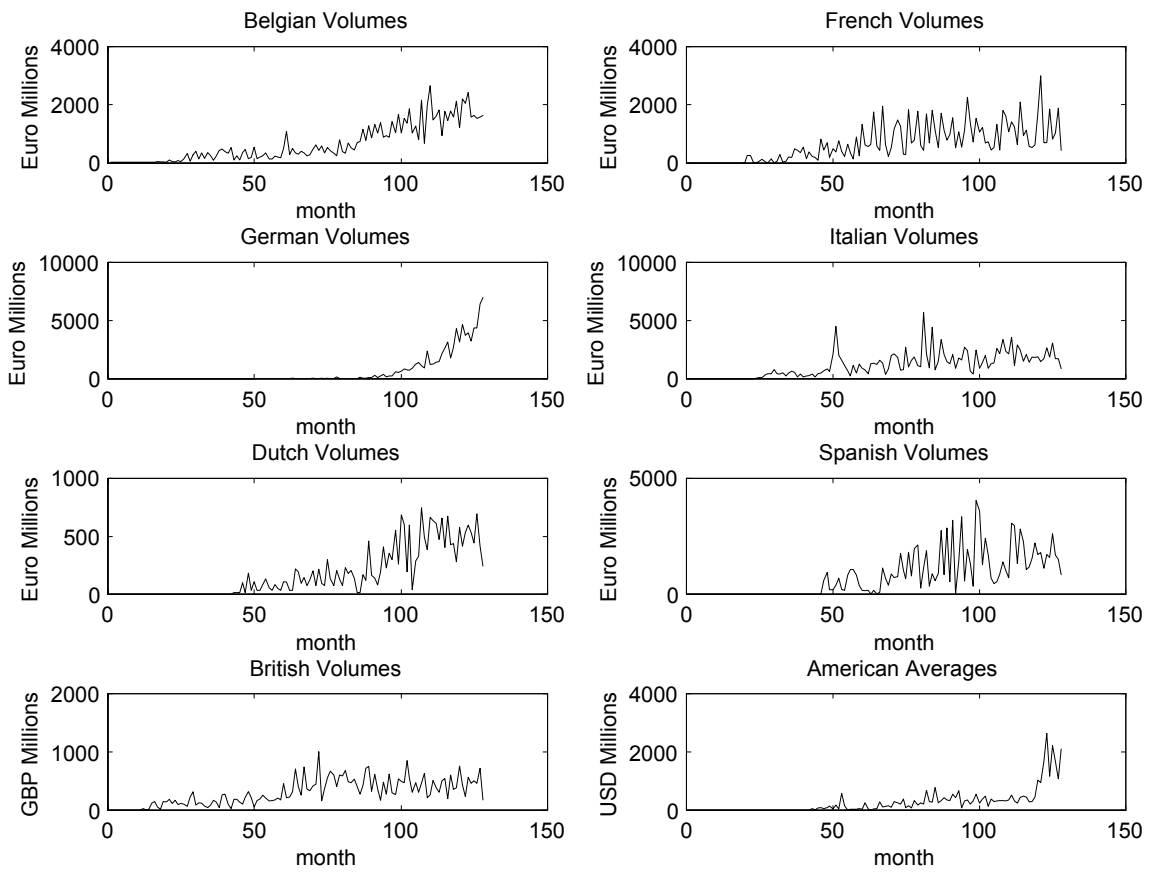 Belgian Volumes
4000
2000
0
Euro Millions
0 50 100 150
month
French Volumes
4000
2000
0
Euro Millions
0 50 100 150
month
German Volumes
10000
5000
0
Euro Millions
0 50 100 150
month
Italian Volumes
10000
5000
0
Euro Millions
0 50 100 150
month
Dutch Volumes
1000
500
0
Euro Millions
0 50 100 150
month
Spanish Volumes
5000
0
Euro Millions
0 50 100 150
month
British Volumes
2000
1000
0
GBP Millions
0 50 100 150
month
American Averages
4000
2000
0
USD Millions
0 50 100 150
month